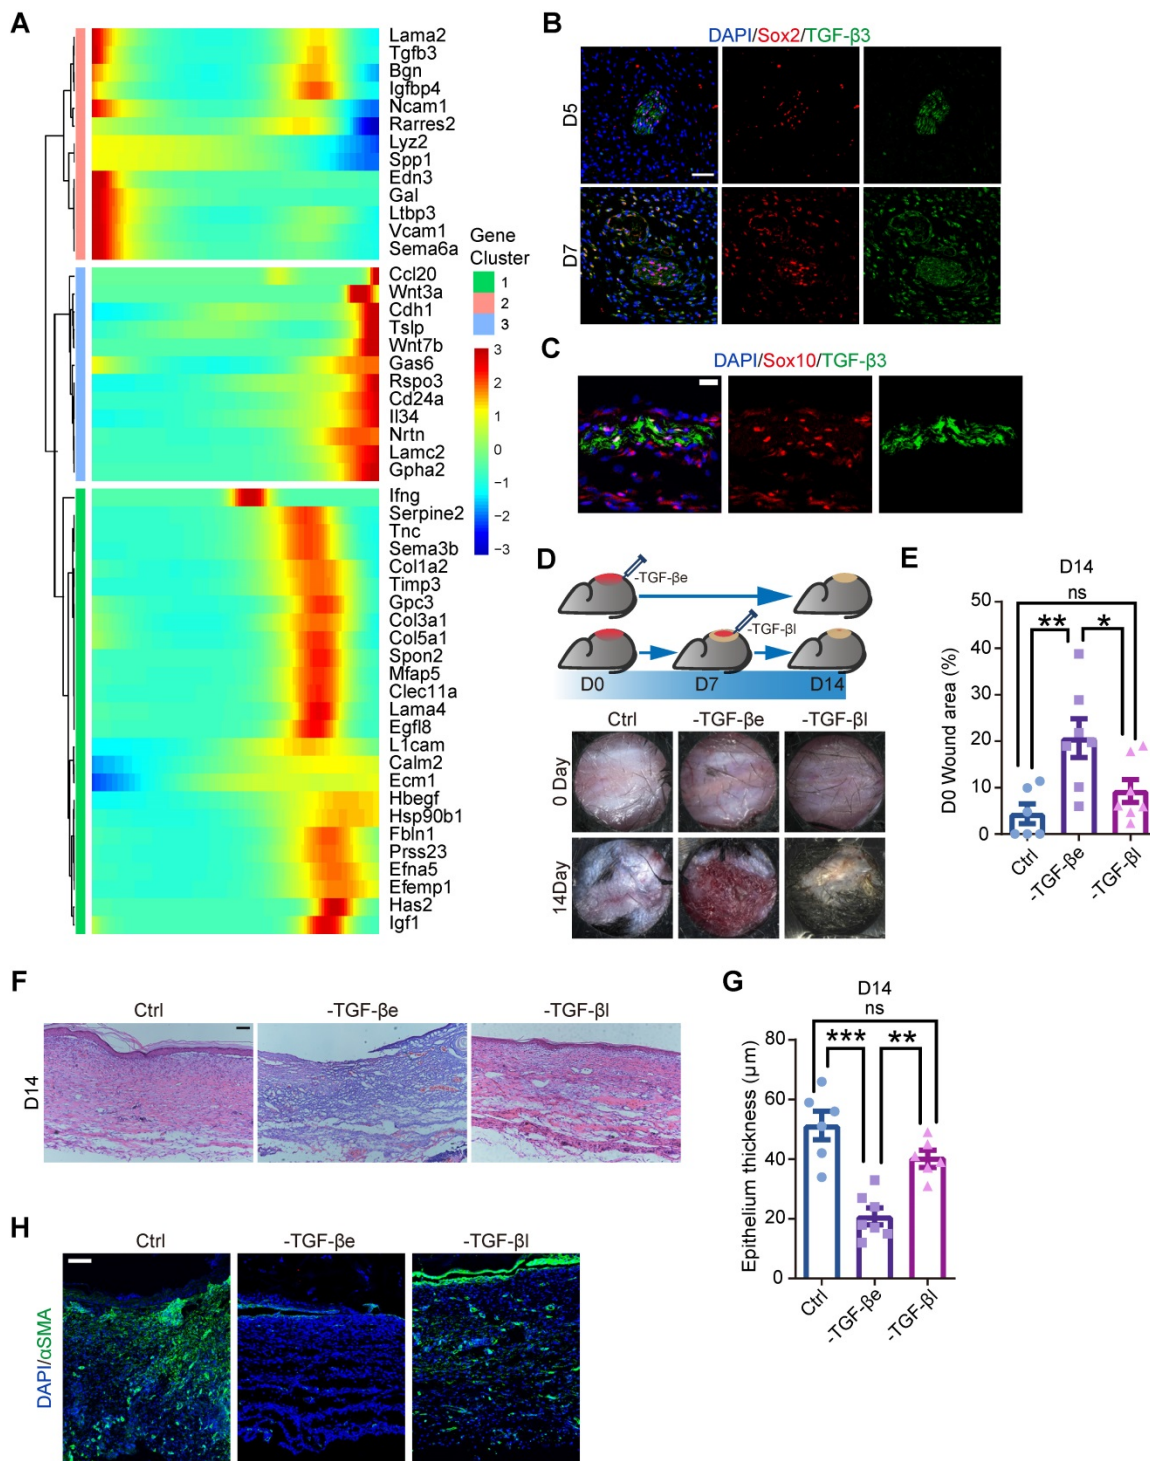 A
Lama2
Tgfb3
Bgn
Igfbp4
Ncam1
Rarres2
Lyz2
Spp1
Edn3
Gal
Ltbp3
Vcam1
Sema6a
Ccl20
Wnt3a
Cdh1
Tslp
Wnt7b
Gas6
Rspo3
Cd24a
Il34
Nrtn
Lamc2
Gpha2
Ifng
Serpine2
Tnc
Sema3b
Col1a2
Timp3
Gpc3
Col3a1
Col5a1
Spon2
Mfap5
Clec11a
Lama4
Egfl8
L1cam
Calm2
Ecm1
Hbegf
Hsp90b1
Fbln1
Prss23
Efna5
Efemp1
Has2
Igf1
Gene
Cluster
1
2
3
3
2
1
0
−1
−2
−3
B
DAPI/Sox2/TGF-β3
D5
D7
C
DAPI/Sox10/TGF-β3
D
-TGF-βe
-TGF-βl
D0 D7 D14
Ctrl -TGF-βe -TGF-βl
0 Day
14Day
E
D14
ns
** *
D0 Wound area (%)
50
40
30
20
10
0
Ctrl
-TGF-βe
-TGF-βl
F
Ctrl -TGF-βe -TGF-βl
D14
G
D14
ns
*** **
Epithelium thickness (μm)
80
60
40
20
0
Ctrl
-TGF-βe
-TGF-βl
H
Ctrl -TGF-βe -TGF-βl
DAPI/αSMA